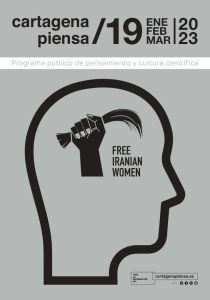 cartagena
piensa
/19
ENE
FEB
MAR
20
23
Programa público de pensamiento y cultura científica
FREE
IRANIAN
WOMEN
cartagenapiensa.es